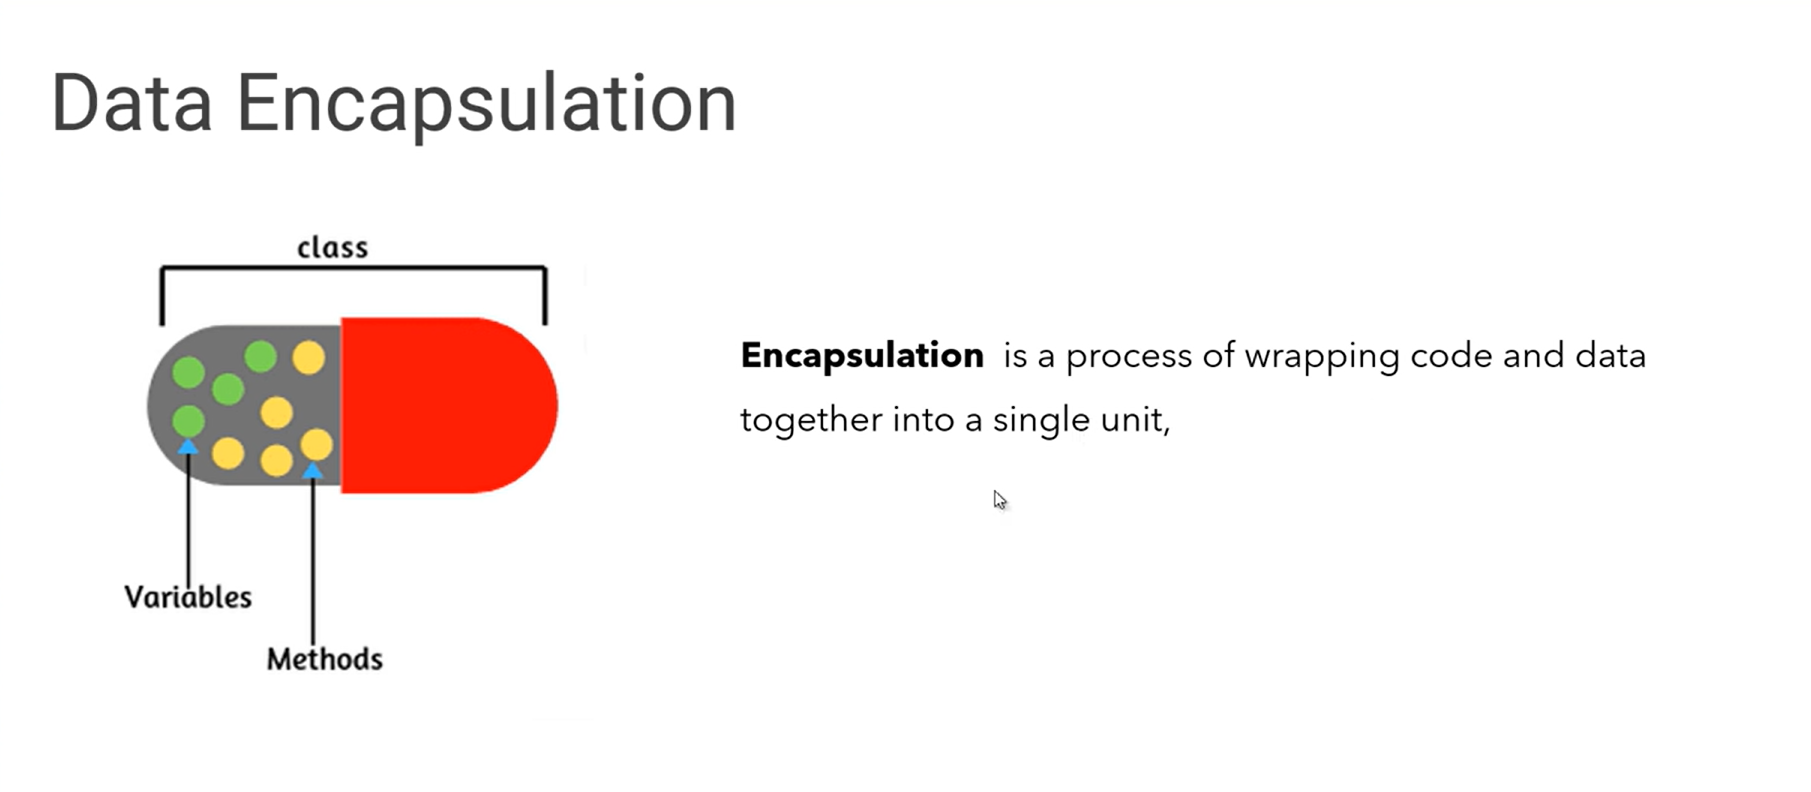 Data Encapsulation
class
Encapsulation is a process of wrapping code and data
together into a single unit,
Variables
Methods